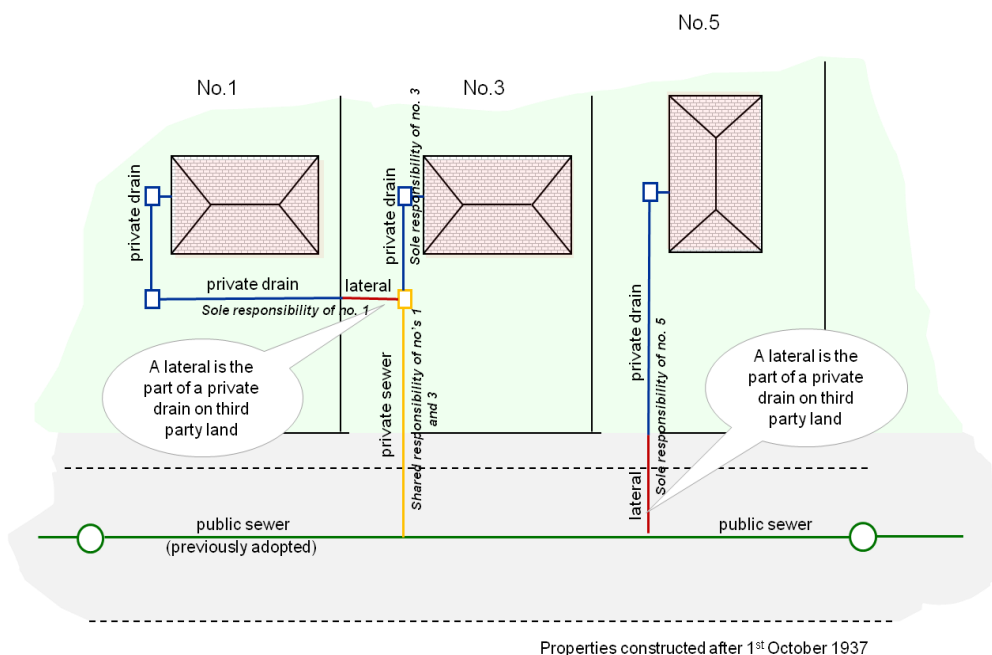 No.5
No.1
No.3
private drain
private drain
Sole responsibility of no. 3
private drain
lateral
Sole responsibility of no. 1
private drain
Sole responsibility of no. 5
A lateral is the
part of a private
drain on third
party land
private sewer
Shared responsibility of no's 1
and 3
A lateral is the
part of a private
drain on third
party land
lateral
public sewer
(previously adopted)
public sewer
Properties constructed after 1st October 1937